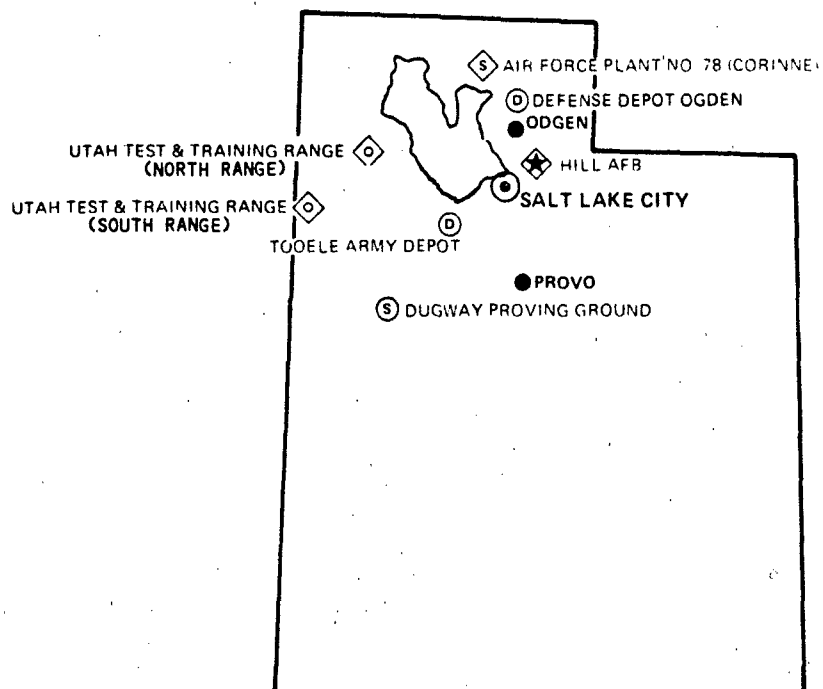 S AIR FORCE PLANT NO. 78 (CORINNE)
D DEFENSE DEPOT OGDEN
ODGEN
UTAH TEST & TRAINING RANGE
(NORTH RANGE)
HILL AFB
SALT LAKE CITY
UTAH TEST & TRAINING RANGE
(SOUTH RANGE)
D
TOOELE ARMY DEPOT
PROVO
S DUGWAY PROVING GROUND